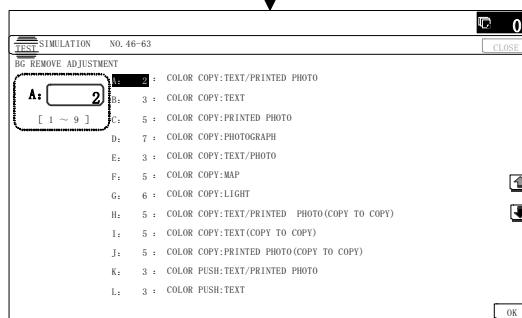 0
TEST SIMULATION NO. 46-63
CLOSE
BG REMOVE ADJUSTMENT
A: 2
[ 1 ～ 9 ]
A: 2 : COLOR COPY:TEXT/PRINTED PHOTO
B: 3 : COLOR COPY:TEXT
C: 5 : COLOR COPY:PRINTED PHOTO
D: 7 : COLOR COPY:PHOTOGRAPH
E: 3 : COLOR COPY:TEXT/PHOTO
F: 5 : COLOR COPY:MAP
G: 6 : COLOR COPY:LIGHT
H: 5 : COLOR COPY:TEXT/PRINTED PHOTO(COPY TO COPY)
I: 5 : COLOR COPY:TEXT(COPY TO COPY)
J: 5 : COLOR COPY:PRINTED PHOTO(COPY TO COPY)
K: 3 : COLOR PUSH:TEXT/PRINTED PHOTO
L: 3 : COLOR PUSH:TEXT
OK